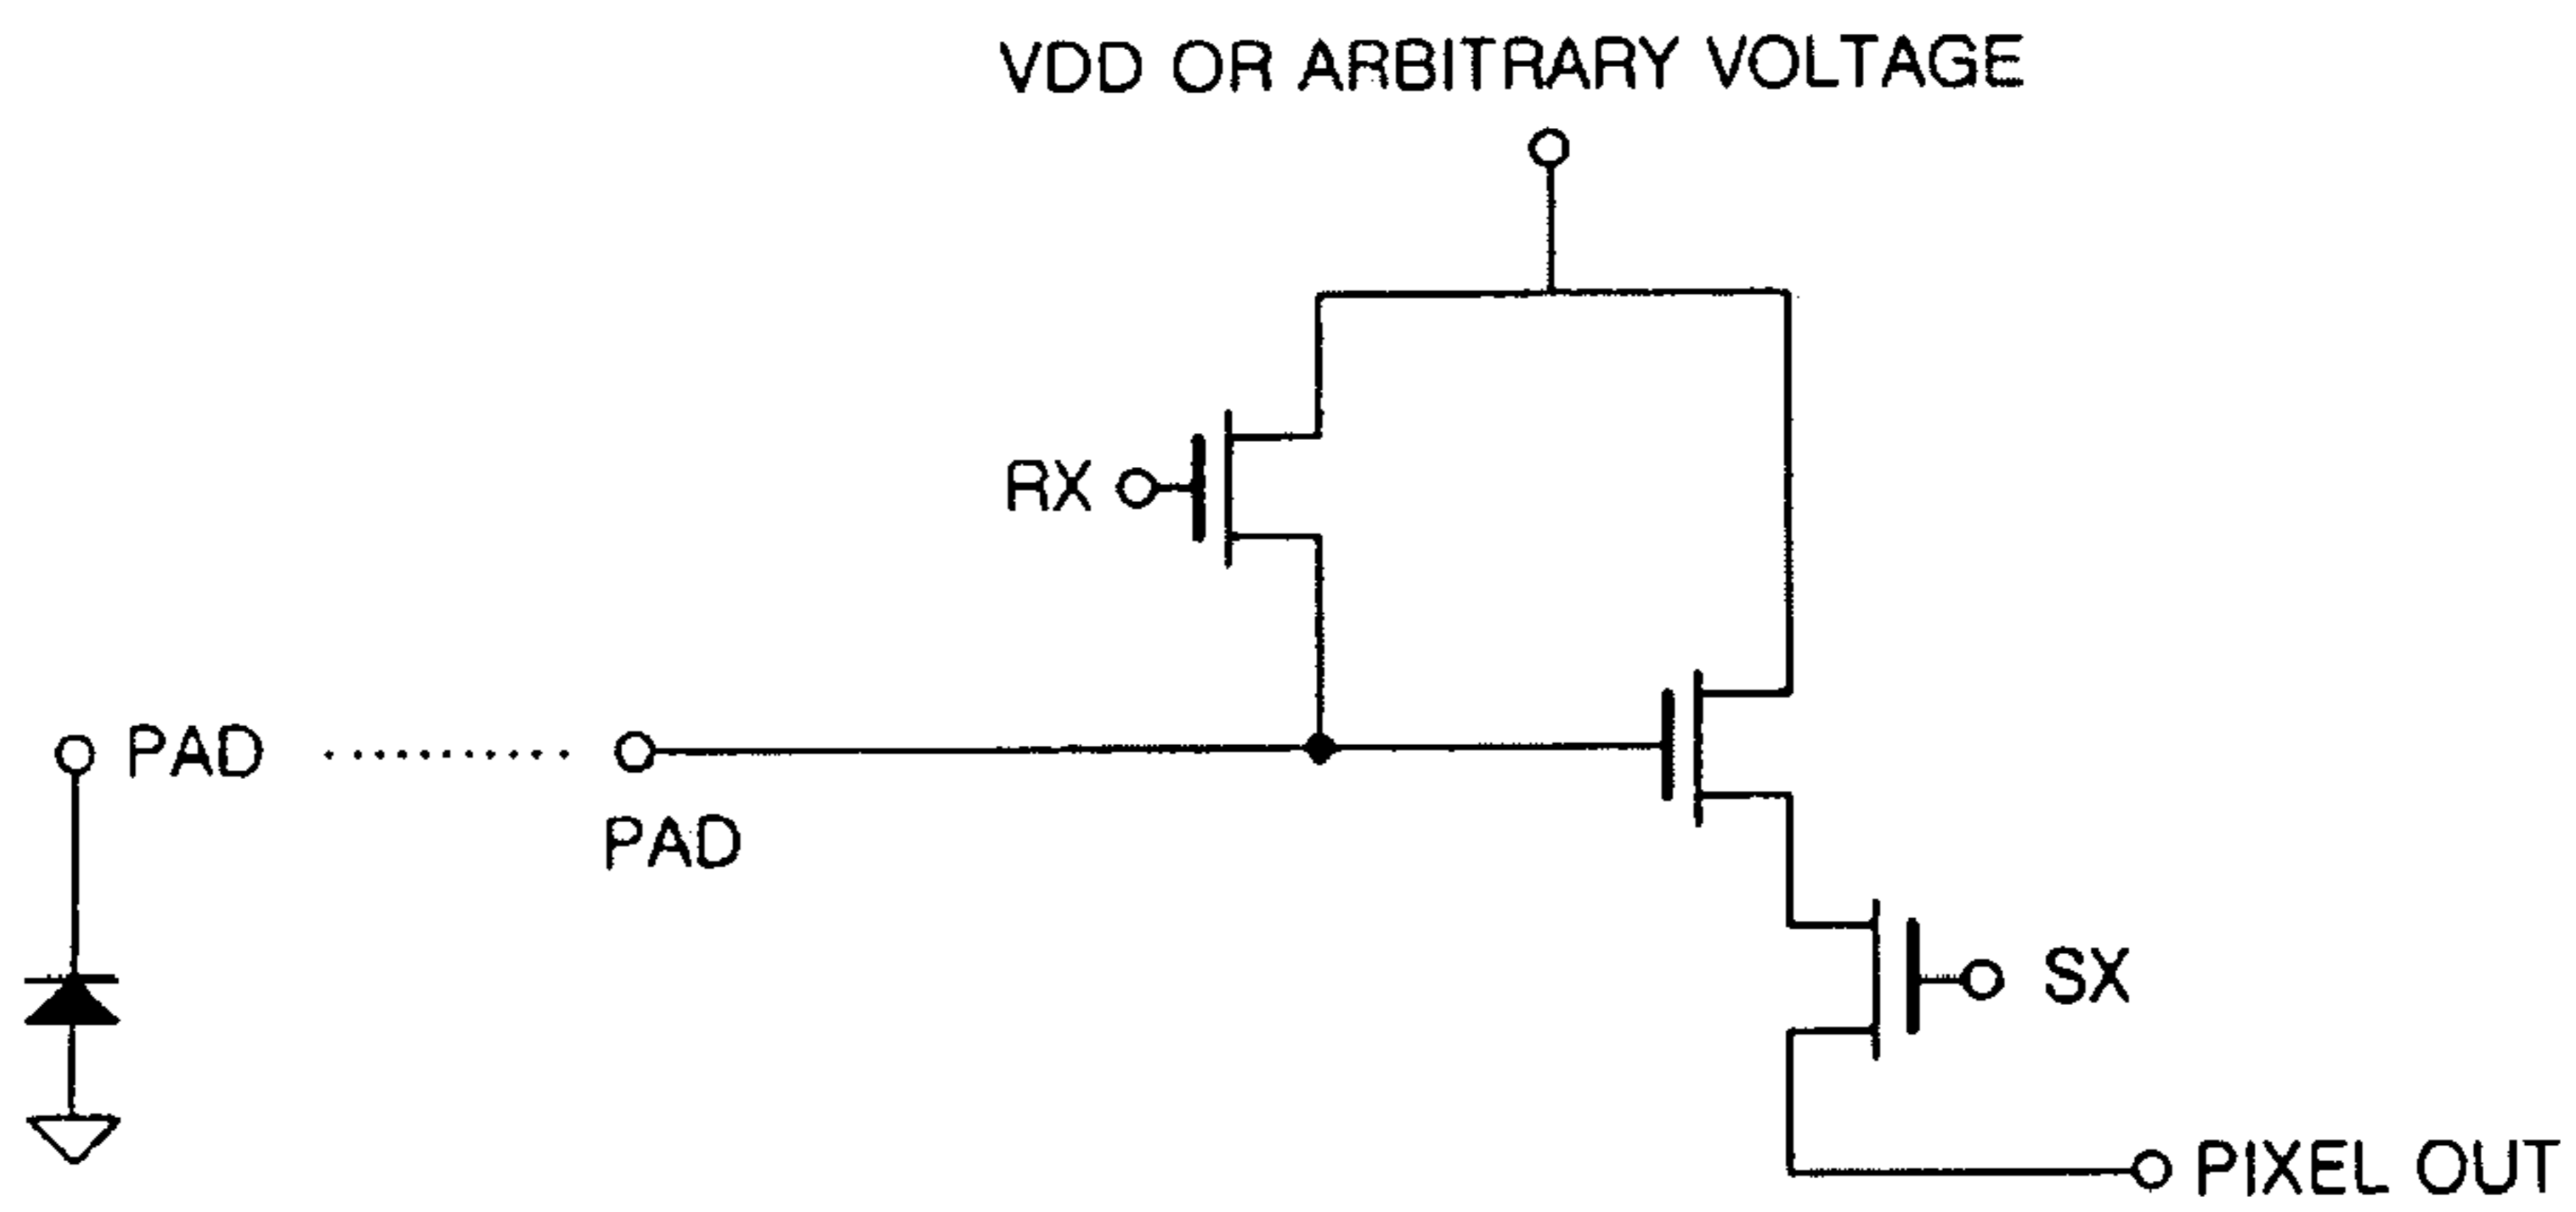 VDD OR ARBITRARY VOLTAGE
RX
PAD
PAD
SX
PIXEL OUT